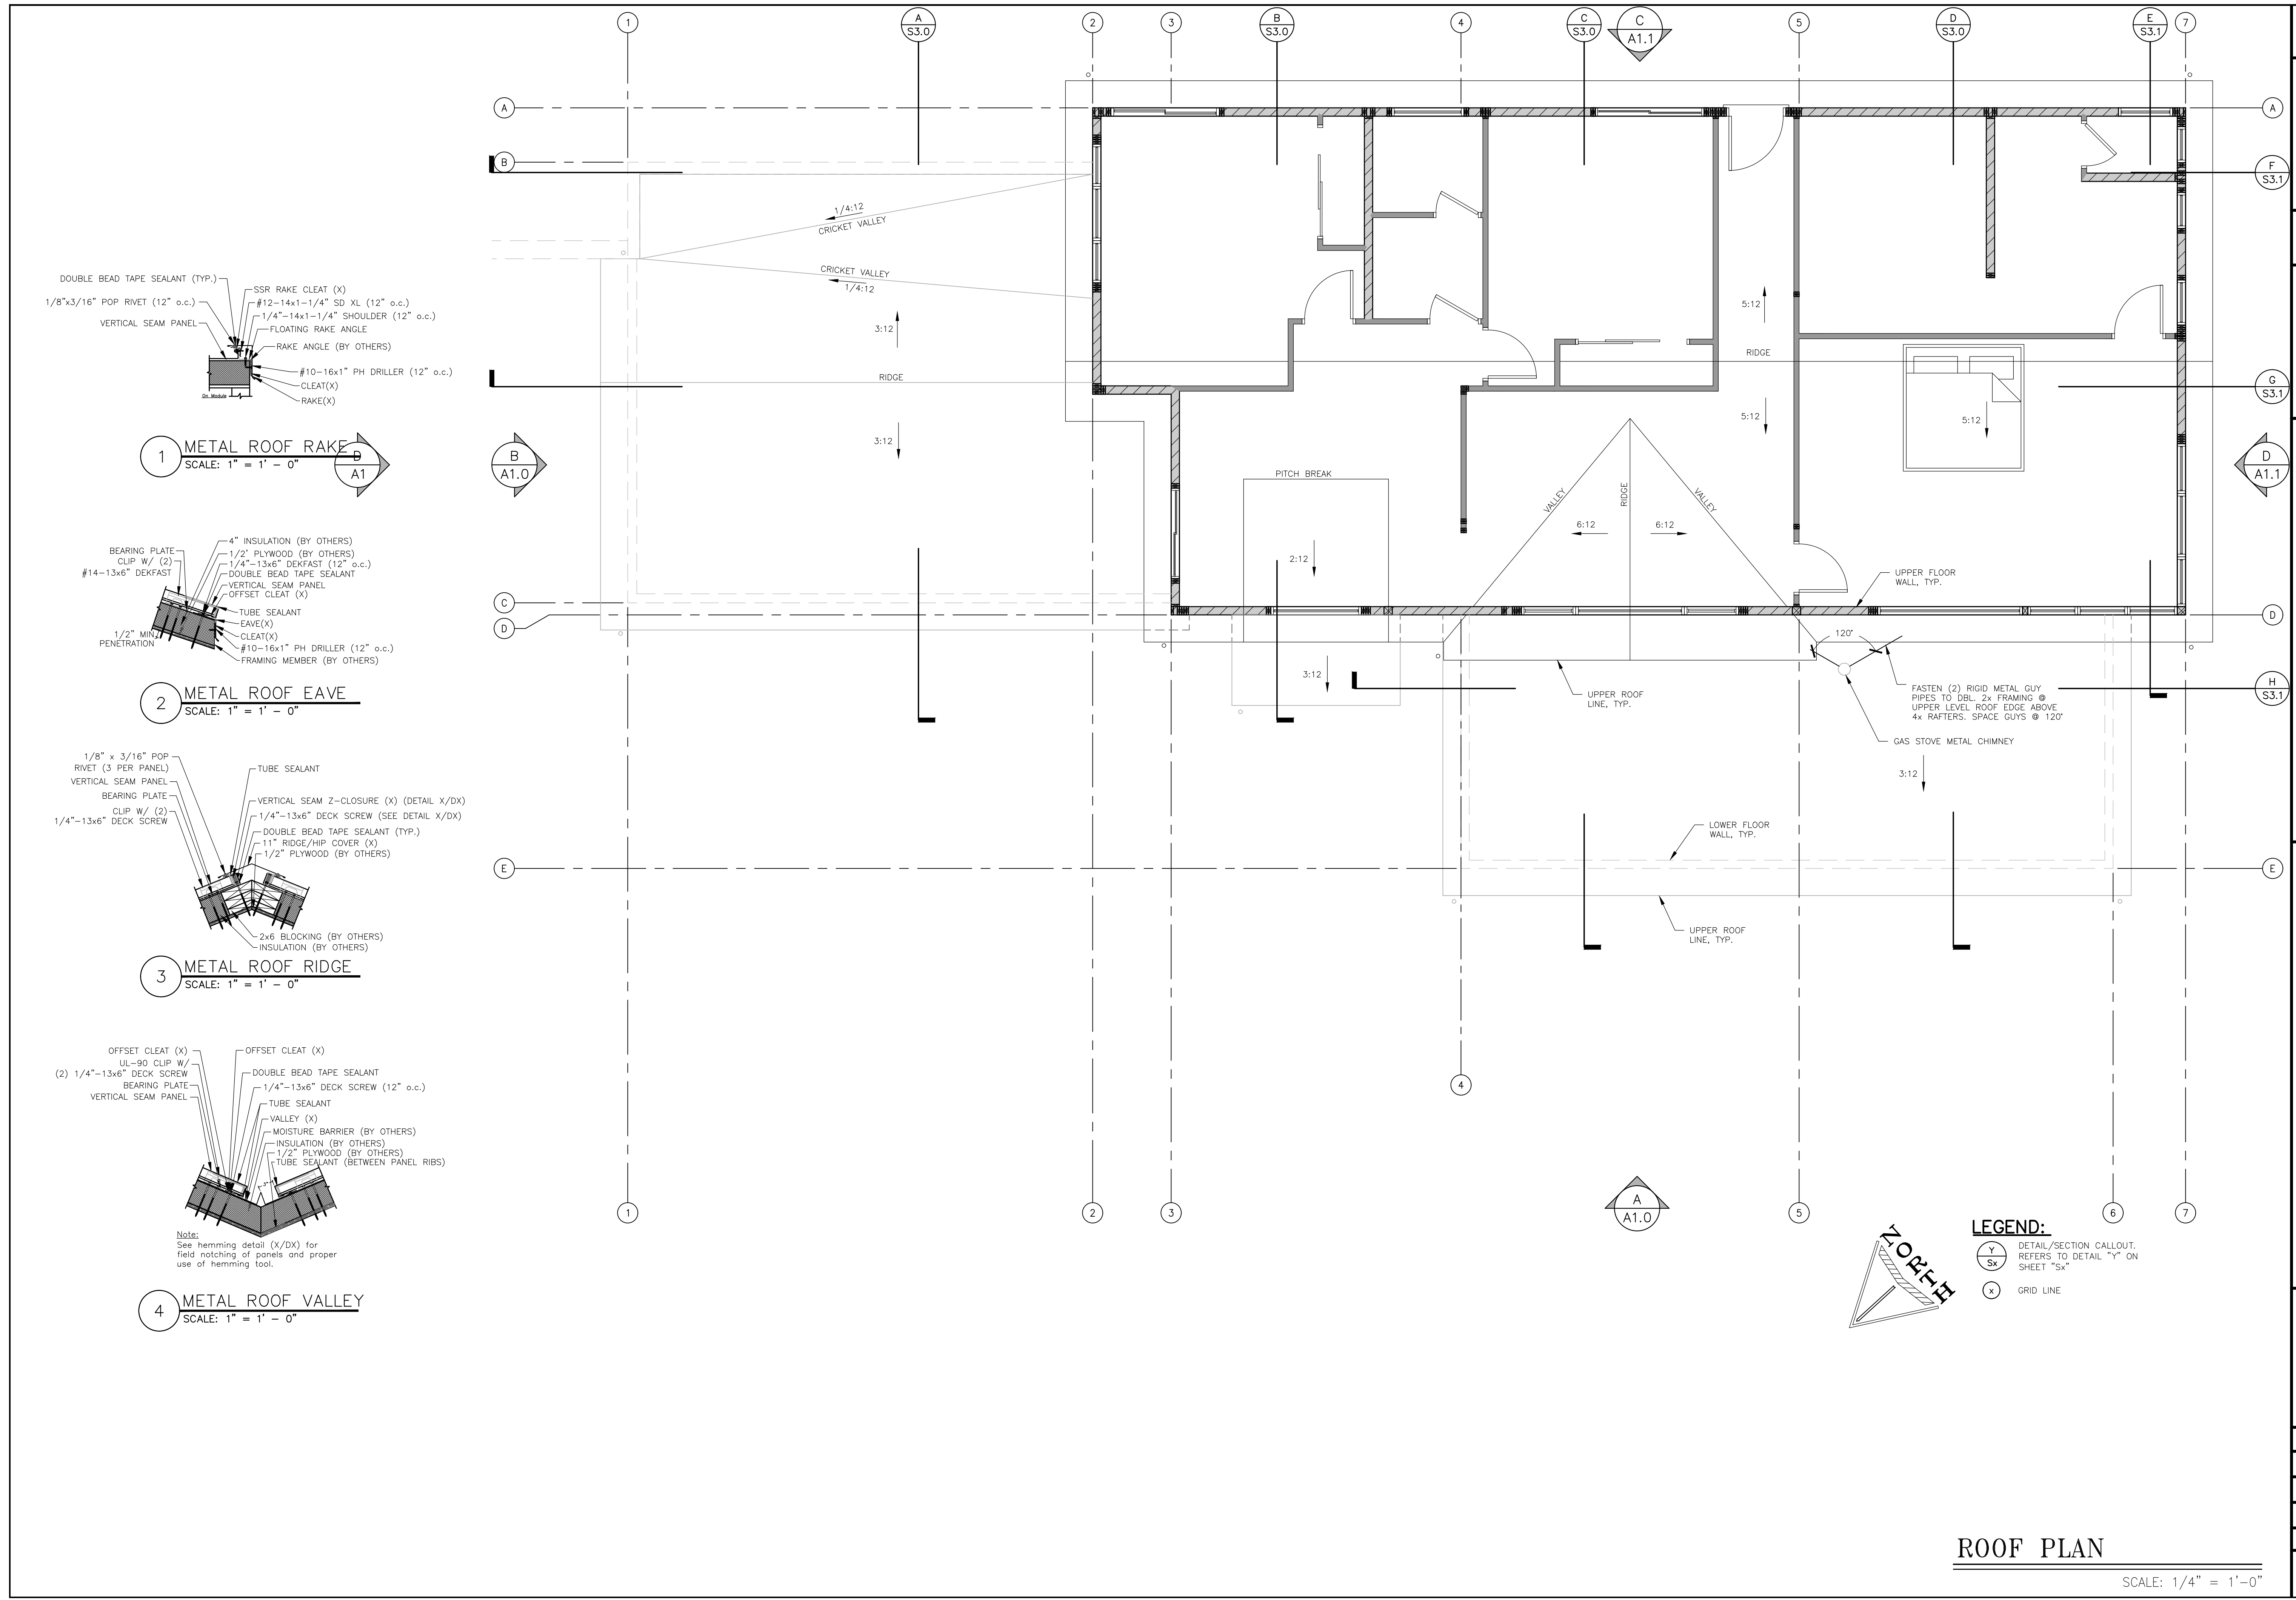 1
A
S3.0
2
3
B
S3.0
4
C
S3.0
C
A1.1
5
D
S3.0
E
S3.1
7
A
A
B
F
S3.1
1/4:12
CRICKET VALLEY
CRICKET VALLEY
1/4:12
3:12
RIDGE
3:12
5:12
RIDGE
5:12
5:12
G
S3.1
B
A1.0
D
A1.1
PITCH BREAK
2:12
VALLEY
RIDGE
VALLEY
6:12
6:12
UPPER FLOOR
WALL, TYP.
C
D
D
120°
3:12
UPPER ROOF
LINE, TYP.
FASTEN (2) RIGID METAL GUY
PIPES TO DBL. 2x FRAMING @
UPPER LEVEL ROOF EDGE ABOVE
4x RAFTERS. SPACE GUYS @ 120°
H
S3.1
GAS STOVE METAL CHIMNEY
3:12
LOWER FLOOR
WALL, TYP.
E
E
UPPER ROOF
LINE, TYP.
4
A
A1.0
1
2
3
5
6
7
DOUBLE BEAD TAPE SEALANT (TYP.)
1/8"x3/16" POP RIVET (12" o.c.)
VERTICAL SEAM PANEL
SSR RAKE CLEAT (X)
#12-14x1-1/4" SD XL (12" o.c.)
1/4"-14x1-1/4" SHOULDER (12" o.c.)
FLOATING RAKE ANGLE
RAKE ANGLE (BY OTHERS)
#10-16x1" PH DRILLER (12" o.c.)
CLEAT(X)
RAKE(X)
On Module
1
METAL ROOF RAKE
SCALE: 1" = 1' - 0"
D
A1
BEARING PLATE
CLIP W/ (2)
#14-13x6" DEKFAST
4" INSULATION (BY OTHERS)
1/2' PLYWOOD (BY OTHERS)
1/4"-13x6" DEKFAST (12" o.c.)
DOUBLE BEAD TAPE SEALANT
VERTICAL SEAM PANEL
OFFSET CLEAT (X)
TUBE SEALANT
EAVE(X)
CLEAT(X)
#10-16x1" PH DRILLER (12" o.c.)
FRAMING MEMBER (BY OTHERS)
1/2" MIN.
PENETRATION
2
METAL ROOF EAVE
SCALE: 1" = 1' - 0"
1/8" x 3/16" POP
RIVET (3 PER PANEL)
VERTICAL SEAM PANEL
BEARING PLATE
CLIP W/ (2)
1/4"-13x6" DECK SCREW
TUBE SEALANT
VERTICAL SEAM Z-CLOSURE (X) (DETAIL X/DX)
1/4"-13x6" DECK SCREW (SEE DETAIL X/DX)
DOUBLE BEAD TAPE SEALANT (TYP.)
11" RIDGE/HIP COVER (X)
1/2" PLYWOOD (BY OTHERS)
2x6 BLOCKING (BY OTHERS)
INSULATION (BY OTHERS)
3
METAL ROOF RIDGE
SCALE: 1" = 1' - 0"
OFFSET CLEAT (X)
UL-90 CLIP W/
(2) 1/4"-13x6" DECK SCREW
BEARING PLATE
VERTICAL SEAM PANEL
OFFSET CLEAT (X)
DOUBLE BEAD TAPE SEALANT
1/4"-13x6" DECK SCREW (12" o.c.)
TUBE SEALANT
VALLEY (X)
MOISTURE BARRIER (BY OTHERS)
INSULATION (BY OTHERS)
1/2" PLYWOOD (BY OTHERS)
TUBE SEALANT (BETWEEN PANEL RIBS)
3"
Note:
See hemming detail (X/DX) for
field notching of panels and proper
use of hemming tool.
4
METAL ROOF VALLEY
SCALE: 1" = 1' - 0"
NORTH
LEGEND:
Y
Sx
DETAIL/SECTION CALLOUT.
REFERS TO DETAIL "Y" ON
SHEET "Sx"
x
GRID LINE
ROOF PLAN
SCALE: 1/4" = 1'-0"